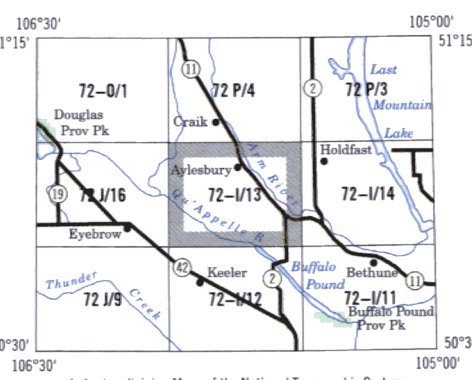 106°30'
105°00'
1°15'
51°15'
11
72-O/1
72 P/4
2
72 P/3
Last
Mountain
Lake
Douglas
Prov Pk
Craik
Arm River
Holdfast
Aylesbury
19
72 J/16
72-I/13
72-I/14
Qu'Appelle R
Eyebrow
42
Keeler
2
Buffalo
Pound
Bethune
11
Thunder
Creek
72 J/9
72-I/12
72-I/11
Buffalo Pound
Prov Pk
0°30'
50°3
106°30'
105°00'